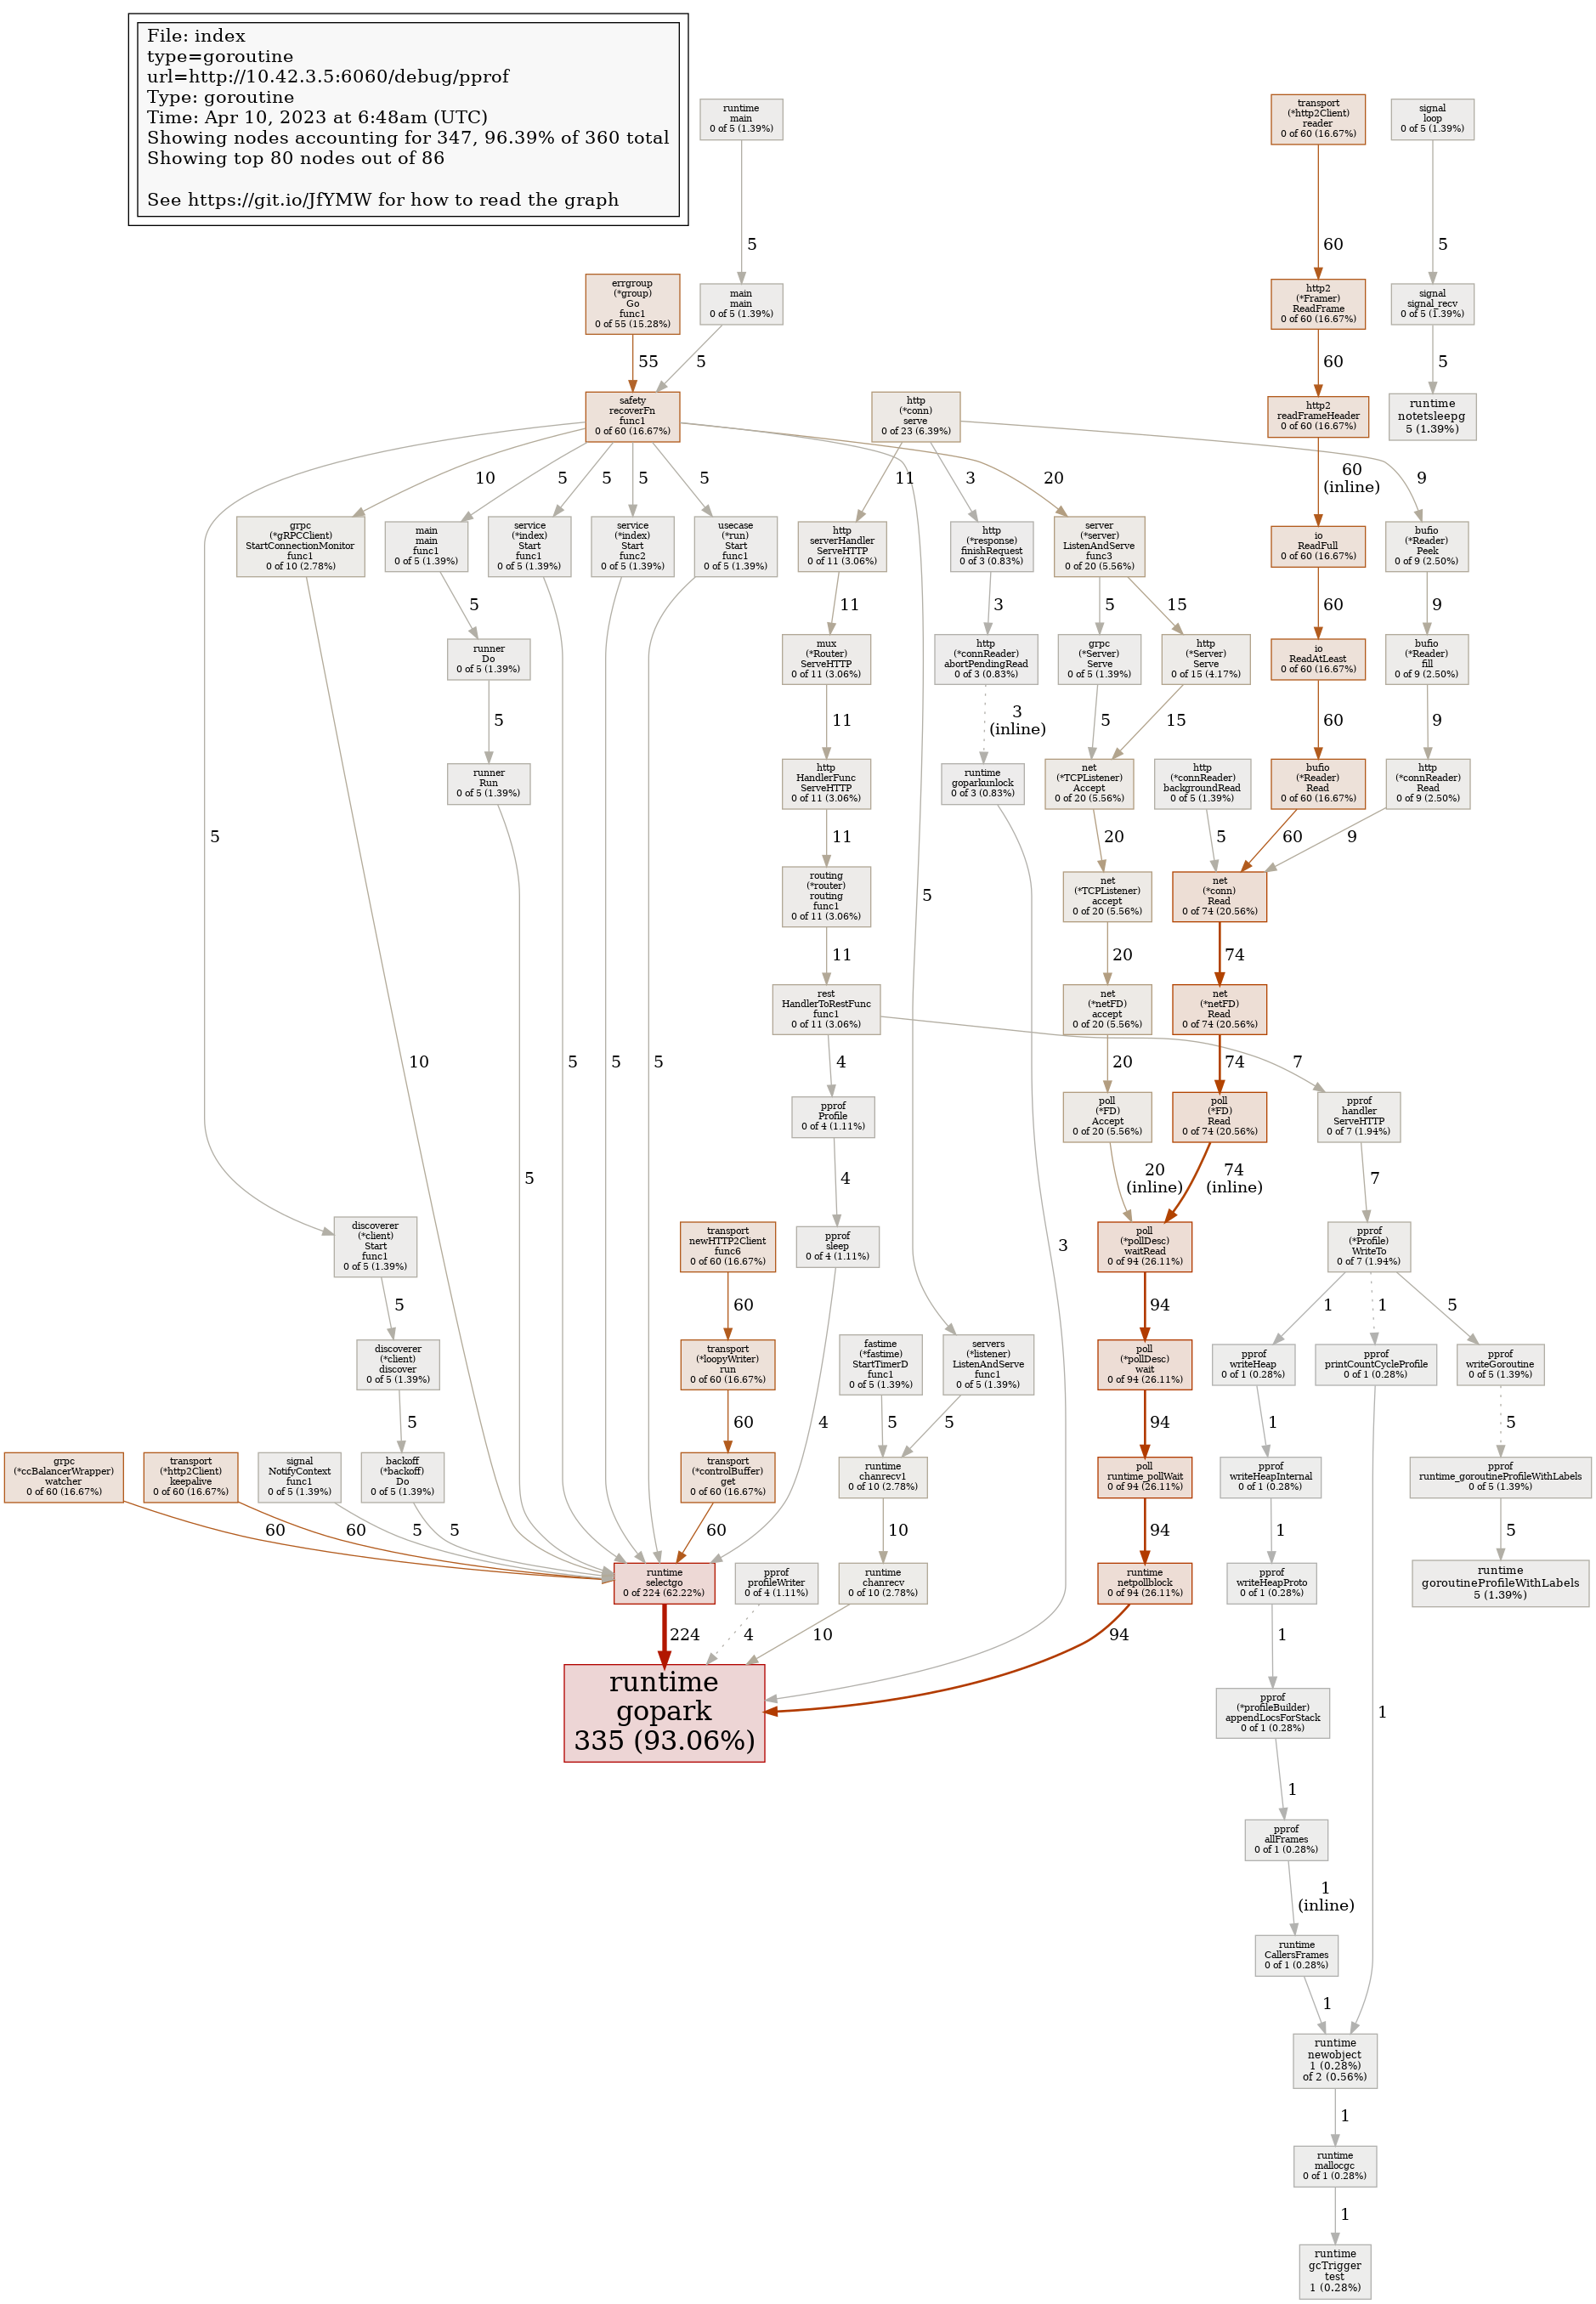 File: index
type=goroutine
url=http://10.42.3.5:6060/debug/pprof
Type: goroutine
Time: Apr 10, 2023 at 6:48am (UTC)
Showing nodes accounting for 347, 96.39% of 360 total
Showing top 80 nodes out of 86
See https://git.io/JfYMW for how to read the graph
runtime
main
0 of 5 (1.39%)
transport
(*http2Client)
reader
0 of 60 (16.67%)
signal
loop
0 of 5 (1.39%)
5
60
5
errgroup
(*group)
Go
func1
0 of 55 (15.28%)
main
main
0 of 5 (1.39%)
http2
(*Framer)
ReadFrame
0 of 60 (16.67%)
signal
signal_recv
0 of 5 (1.39%)
55
5
60
5
safety
recoverFn
func1
0 of 60 (16.67%)
http
(*conn)
serve
0 of 23 (6.39%)
http2
readFrameHeader
0 of 60 (16.67%)
runtime
notetsleepg
5 (1.39%)
10
5
5
5
5
11
3
20
60
(inline)
9
grpc
(*gRPCClient)
StartConnectionMonitor
func1
0 of 10 (2.78%)
main
main
func1
0 of 5 (1.39%)
service
(*index)
Start
func1
0 of 5 (1.39%)
service
(*index)
Start
func2
0 of 5 (1.39%)
usecase
(*run)
Start
func1
0 of 5 (1.39%)
http
serverHandler
ServeHTTP
0 of 11 (3.06%)
http
(*response)
finishRequest
0 of 3 (0.83%)
server
(*server)
ListenAndServe
func3
0 of 20 (5.56%)
io
ReadFull
0 of 60 (16.67%)
bufio
(*Reader)
Peek
0 of 9 (2.50%)
5
11
3
5
15
60
9
runner
Do
0 of 5 (1.39%)
mux
(*Router)
ServeHTTP
0 of 11 (3.06%)
http
(*connReader)
abortPendingRead
0 of 3 (0.83%)
grpc
(*Server)
Serve
0 of 5 (1.39%)
http
(*Server)
Serve
0 of 15 (4.17%)
io
ReadAtLeast
0 of 60 (16.67%)
bufio
(*Reader)
fill
0 of 9 (2.50%)
5
11
3
(inline)
5
15
60
9
runner
Run
0 of 5 (1.39%)
http
HandlerFunc
ServeHTTP
0 of 11 (3.06%)
runtime
goparkunlock
0 of 3 (0.83%)
net
(*TCPListener)
Accept
0 of 20 (5.56%)
http
(*connReader)
backgroundRead
0 of 5 (1.39%)
bufio
(*Reader)
Read
0 of 60 (16.67%)
http
(*connReader)
Read
0 of 9 (2.50%)
5
11
20
5
60
9
routing
(*router)
routing
func1
0 of 11 (3.06%)
5
net
(*TCPListener)
accept
0 of 20 (5.56%)
net
(*conn)
Read
0 of 74 (20.56%)
11
20
74
rest
HandlerToRestFunc
func1
0 of 11 (3.06%)
net
(*netFD)
accept
0 of 20 (5.56%)
net
(*netFD)
Read
0 of 74 (20.56%)
10
5
5
5
4
20
74
7
pprof
Profile
0 of 4 (1.11%)
poll
(*FD)
Accept
0 of 20 (5.56%)
poll
(*FD)
Read
0 of 74 (20.56%)
pprof
handler
ServeHTTP
0 of 7 (1.94%)
5
4
20
(inline)
74
(inline)
7
discoverer
(*client)
Start
func1
0 of 5 (1.39%)
transport
newHTTP2Client
func6
0 of 60 (16.67%)
pprof
sleep
0 of 4 (1.11%)
3
poll
(*pollDesc)
waitRead
0 of 94 (26.11%)
pprof
(*Profile)
WriteTo
0 of 7 (1.94%)
5
60
94
1
1
5
discoverer
(*client)
discover
0 of 5 (1.39%)
transport
(*loopyWriter)
run
0 of 60 (16.67%)
fastime
(*fastime)
StartTimerD
func1
0 of 5 (1.39%)
servers
(*listener)
ListenAndServe
func1
0 of 5 (1.39%)
poll
(*pollDesc)
wait
0 of 94 (26.11%)
pprof
writeHeap
0 of 1 (0.28%)
pprof
printCountCycleProfile
0 of 1 (0.28%)
pprof
writeGoroutine
0 of 5 (1.39%)
5
60
4
5
5
94
1
5
grpc
(*ccBalancerWrapper)
watcher
0 of 60 (16.67%)
transport
(*http2Client)
keepalive
0 of 60 (16.67%)
signal
NotifyContext
func1
0 of 5 (1.39%)
backoff
(*backoff)
Do
0 of 5 (1.39%)
transport
(*controlBuffer)
get
0 of 60 (16.67%)
runtime
chanrecv1
0 of 10 (2.78%)
poll
runtime_pollWait
0 of 94 (26.11%)
pprof
writeHeapInternal
0 of 1 (0.28%)
pprof
runtime_goroutineProfileWithLabels
0 of 5 (1.39%)
60
60
5
5
60
10
94
1
5
runtime
selectgo
0 of 224 (62.22%)
pprof
profileWriter
0 of 4 (1.11%)
runtime
chanrecv
0 of 10 (2.78%)
runtime
netpollblock
0 of 94 (26.11%)
pprof
writeHeapProto
0 of 1 (0.28%)
runtime
goroutineProfileWithLabels
5 (1.39%)
224
4
10
94
1
runtime
gopark
335 (93.06%)
pprof
(*profileBuilder)
appendLocsForStack
0 of 1 (0.28%)
1
1
pprof
allFrames
0 of 1 (0.28%)
1
(inline)
runtime
CallersFrames
0 of 1 (0.28%)
1
runtime
newobject
1 (0.28%)
of 2 (0.56%)
1
runtime
mallocgc
0 of 1 (0.28%)
1
runtime
gcTrigger
test
1 (0.28%)